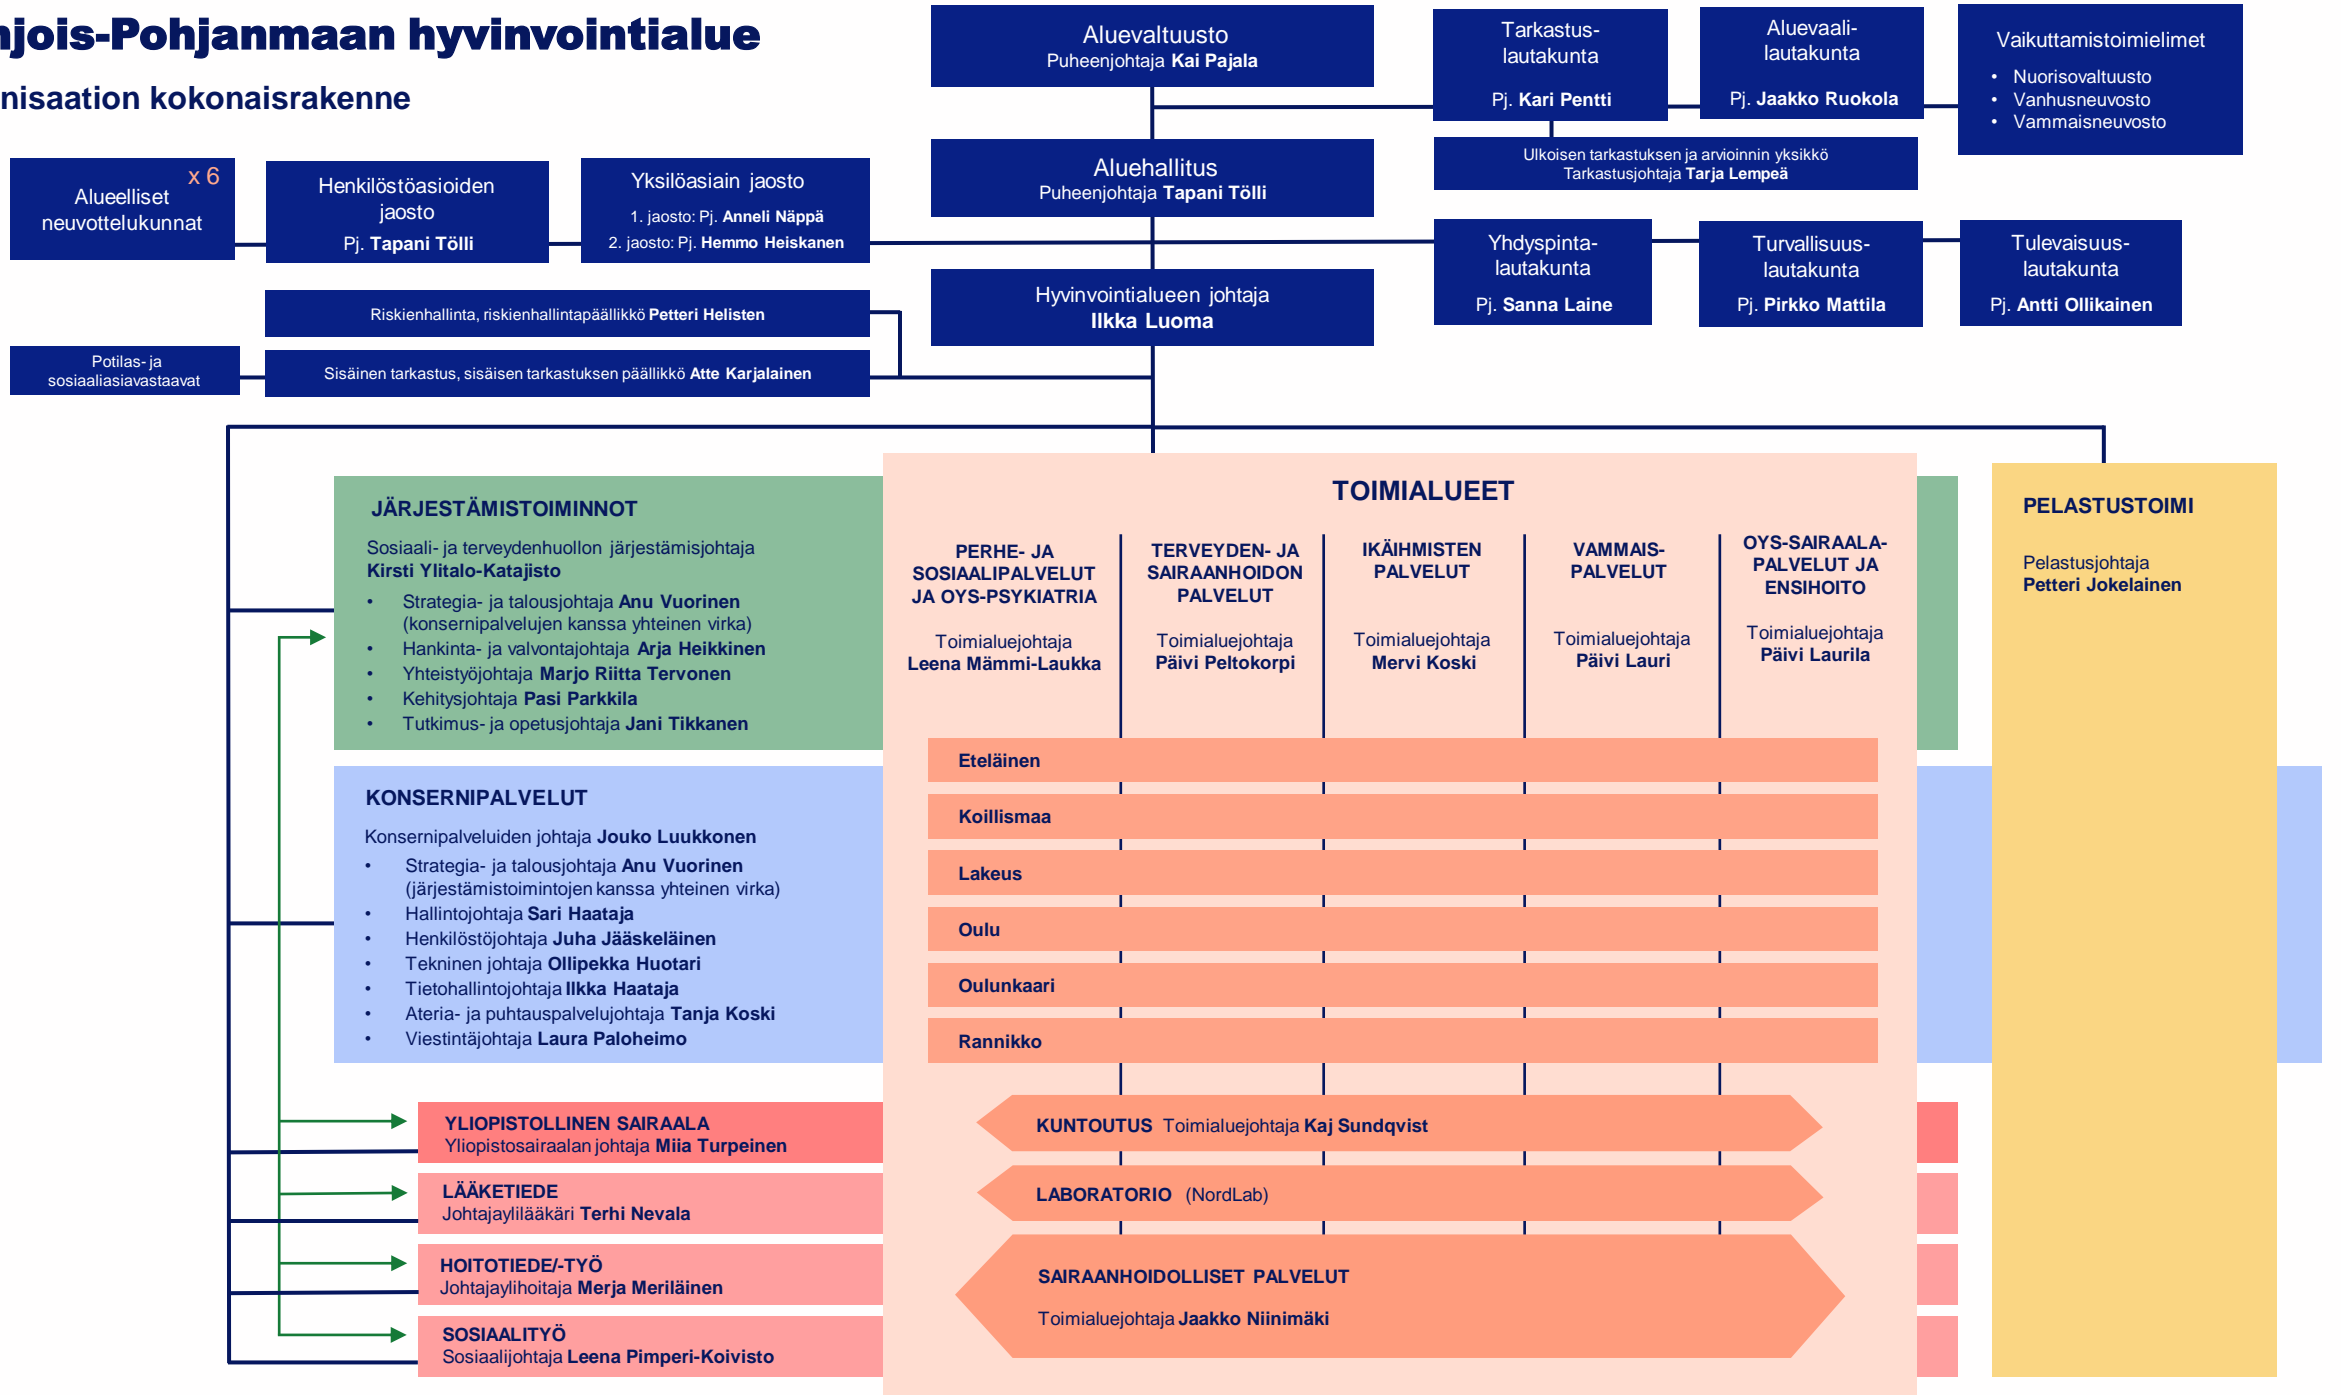 jois-Pohjanmaan hyvinvointialue
nisaation kokonaisrakenne
Aluevaltuusto
Puheenjohtaja Kai Pajala
Tarkastus-
lautakunta
Pj. Kari Pentti
Aluevaali-
lautakunta
Pj. Jaakko Ruokola
Vaikuttamistoimielimet
• Nuorisovaltuusto
• Vanhusneuvosto
• Vammaisneuvosto
Ulkoisen tarkastuksen ja arvioinnin yksikkö
Tarkastusjohtaja Tarja Lempeä
Aluehallitus
Puheenjohtaja Tapani Tölli
x 6
Alueelliset
neuvottelukunnat
Henkilöstöasioiden
jaosto
Pj. Tapani Tölli
Yksilöasiain jaosto
1. jaosto: Pj. Anneli Näppä
2. jaosto: Pj. Hemmo Heiskanen
Yhdyspinta-
lautakunta
Pj. Sanna Laine
Turvallisuus-
lautakunta
Pj. Pirkko Mattila
Tulevaisuus-
lautakunta
Pj. Antti Ollikainen
Hyvinvointialueen johtaja
Ilkka Luoma
Riskienhallinta, riskienhallintapäällikkö Petteri Helisten
Potilas- ja
sosiaaliasiavastaavat
Sisäinen tarkastus, sisäisen tarkastuksen päällikkö Atte Karjalainen
JÄRJESTÄMISTOIMINNOT
Sosiaali- ja terveydenhuollon järjestämisjohtaja
Kirsti Ylitalo-Katajisto
• Strategia- ja talousjohtaja Anu Vuorinen
(konsernipalvelujen kanssa yhteinen virka)
• Hankinta- ja valvontajohtaja Arja Heikkinen
• Yhteistyöjohtaja Marjo Riitta Tervonen
• Kehitysjohtaja Pasi Parkkila
• Tutkimus- ja opetusjohtaja Jani Tikkanen
KONSERNIPALVELUT
Konsernipalveluiden johtaja Jouko Luukkonen
• Strategia- ja talousjohtaja Anu Vuorinen
(järjestämistoimintojen kanssa yhteinen virka)
• Hallintojohtaja Sari Haataja
• Henkilöstöjohtaja Juha Jääskeläinen
• Tekninen johtaja Ollipekka Huotari
• Tietohallintojohtaja Ilkka Haataja
• Ateria- ja puhtauspalvelujohtaja Tanja Koski
• Viestintäjohtaja Laura Paloheimo
YLIOPISTOLLINEN SAIRAALA
Yliopistosairaalan johtaja Miia Turpeinen
LÄÄKETIEDE
Johtajaylilääkäri Terhi Nevala
HOITOTIEDE/-TYÖ
Johtajaylihoitaja Merja Meriläinen
SOSIAALITYÖ
Sosiaalijohtaja Leena Pimperi-Koivisto
TOIMIALUEET
PERHE- JA
SOSIAALIPALVELUT
JA OYS-PSYKIATRIA
Toimialuejohtaja
Leena Mämmi-Laukka
TERVEYDEN- JA
SAIRAANHOIDON
PALVELUT
Toimialuejohtaja
Päivi Peltokorpi
IKÄIHMISTEN
PALVELUT
Toimialuejohtaja
Mervi Koski
VAMMAIS-
PALVELUT
Toimialuejohtaja
Päivi Lauri
OYS-SAIRAALA-
PALVELUT JA
ENSIHOITO
Toimialuejohtaja
Päivi Laurila
Eteläinen
Koillismaa
Lakeus
Oulu
Oulunkaari
Rannikko
KUNTOUTUS Toimialuejohtaja Kaj Sundqvist
LABORATORIO (NordLab)
SAIRAANHOIDOLLISET PALVELUT
Toimialuejohtaja Jaakko Niinimäki
PELASTUSTOIMI
Pelastusjohtaja
Petteri Jokelainen